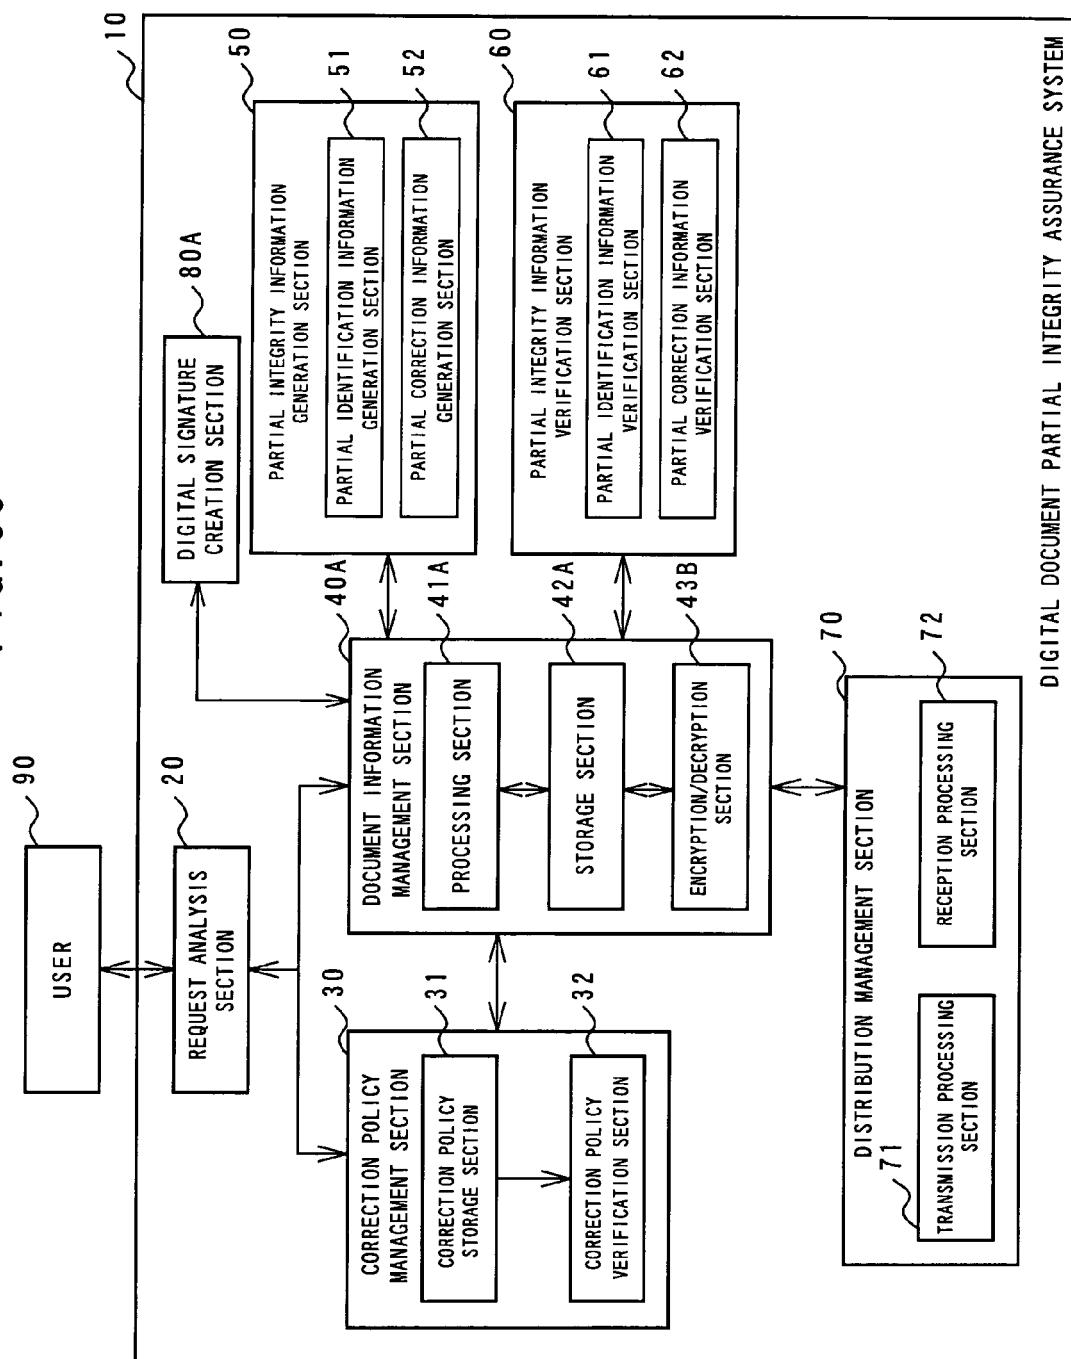 90
USER
10
20
REQUEST ANALYSIS
SECTION
80A
DIGITAL SIGNATURE
CREATION SECTION
30
CORRECTION POLICY
MANAGEMENT SECTION
31
CORRECTION POLICY
STORAGE SECTION
32
CORRECTION POLICY
VERIFICATION SECTION
40A
DOCUMENT INFORMATION
MANAGEMENT SECTION
41A
PROCESSING SECTION
42A
STORAGE SECTION
43B
ENCRYPTION/DECRYPTION
SECTION
50
PARTIAL INTEGRITY INFORMATION
GENERATION SECTION
51
PARTIAL IDENTIFICATION INFORMATION
GENERATION SECTION
52
PARTIAL CORRECTION INFORMATION
GENERATION SECTION
60
PARTIAL INTEGRITY INFORMATION
VERIFICATION SECTION
61
PARTIAL IDENTIFICATION INFORMATION
VERIFICATION SECTION
62
PARTIAL CORRECTION INFORMATION
VERIFICATION SECTION
70
DISTRIBUTION MANAGEMENT SECTION
71
TRANSMISSION PROCESSING
SECTION
72
RECEPTION PROCESSING
SECTION
DIGITAL DOCUMENT PARTIAL INTEGRITY ASSURANCE SYSTEM